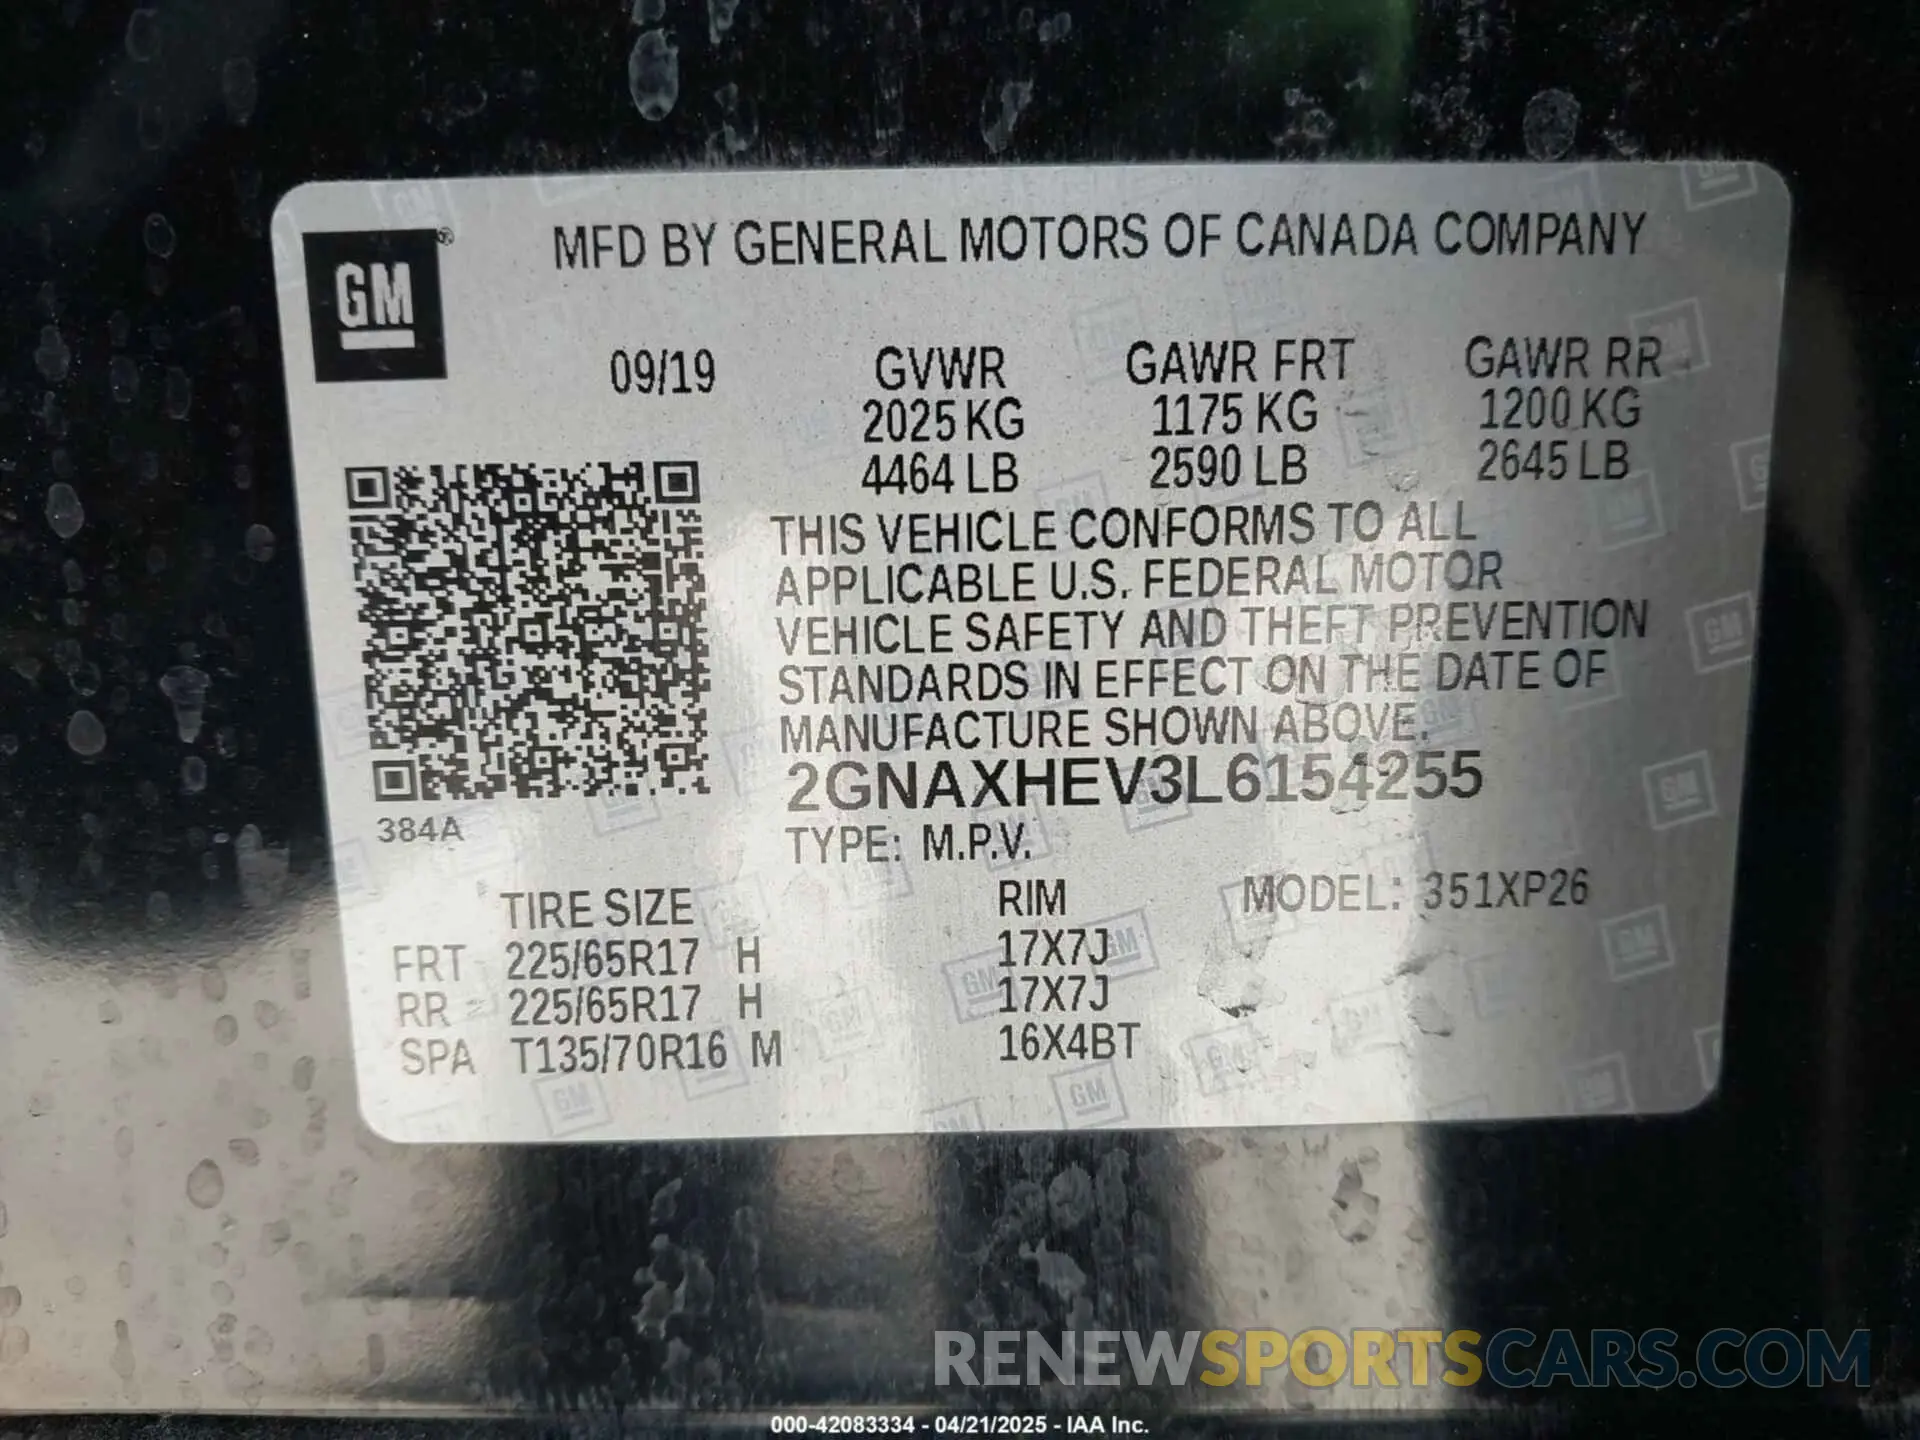 MFD BY GENERAL MOTORS OF CANADA COMPANY
GM®
09/19 GVWR GAWR FRT GAWR RR
2025 KG 1175 KG 1200 KG
4464 LB 2590 LB 2645 LB
THIS VEHICLE CONFORMS TO ALL
APPLICABLE U.S. FEDERAL MOTOR
VEHICLE SAFETY AND THEFT PREVENTION
STANDARDS IN EFFECT ON THE DATE OF
MANUFACTURE SHOWN ABOVE.
2GNAXHEV3L6154255
384A
TYPE: M.P.V.
TIRE SIZE RIM MODEL: 351XP26
FRT 225/65R17 H 17X7J
RR 225/65R17 H 17X7J
SPA T135/70R16 M 16X4BT
RENEWSPORTSCARS.COM
000-42083334 - 04/21/2025 - IAA Inc.